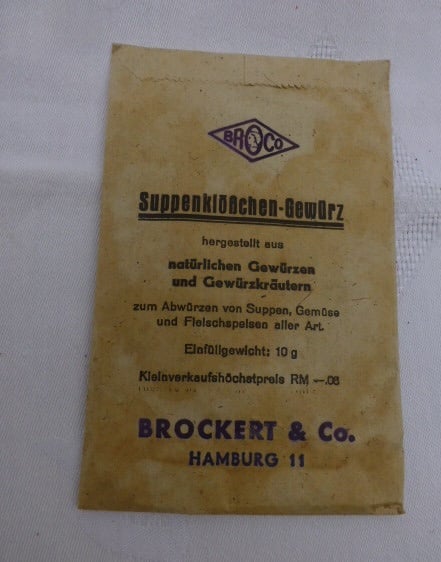 BROCO
Suppenklößchen-Gewürz
hergestellt aus
natürlichen Gewürzen
und Gewürzkräutern
zum Abwürzen von Suppen, Gemüse
und Fleischspeisen aller Art.
Einfüllgewicht: 10 g
Kleinverkaufshöchstpreis RM —.08
BROCKERT & Co.
HAMBURG 11